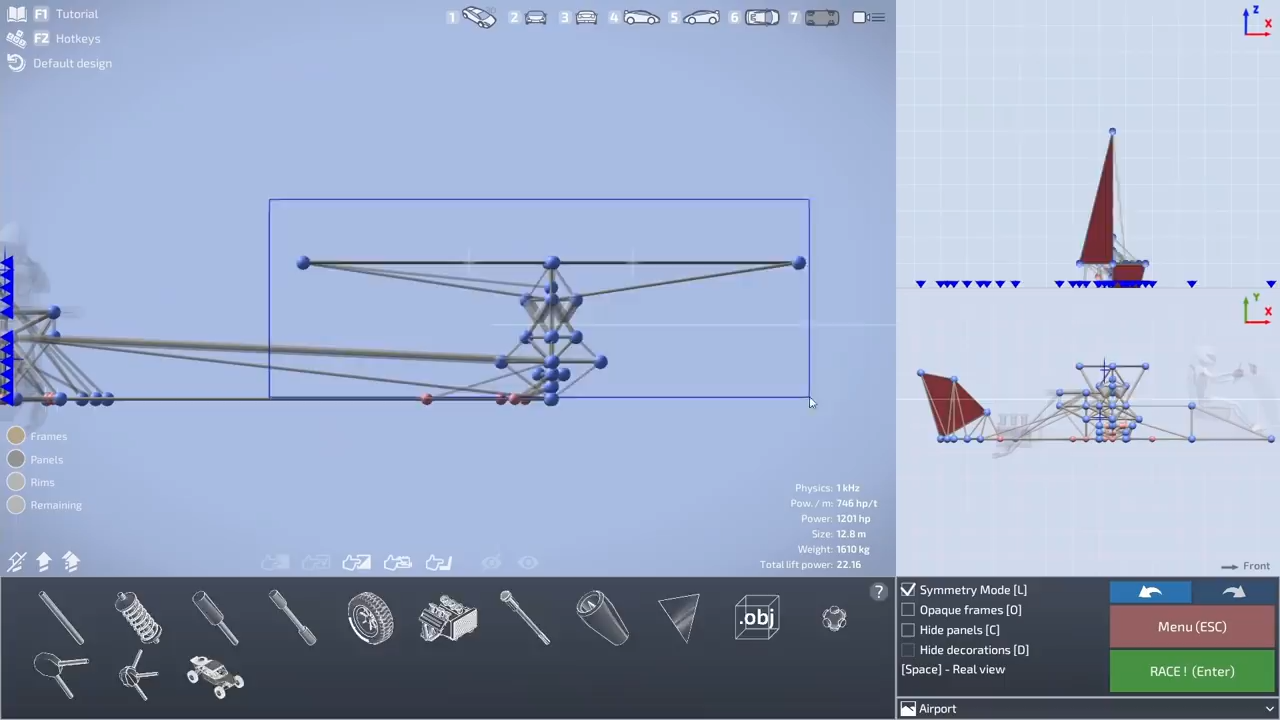 F1 Tutorial
F2 Hotkeys
Default design
1 2 3 4 5 6 7
Z
X
Frames
Panels
Rims
Remaining
Physics: 1 kHz
Pow. / m: 746 hp/t
Power: 1201 hp
Size: 12.8 m
Weight: 1610 kg
Total lift power: 22.16
Y
X
Front
?
.obj
Symmetry Mode [L]
Opaque frames [O]
Hide panels [C]
Hide decorations [D]
[Space] - Real view
Menu (ESC)
RACE ! (Enter)
Airport